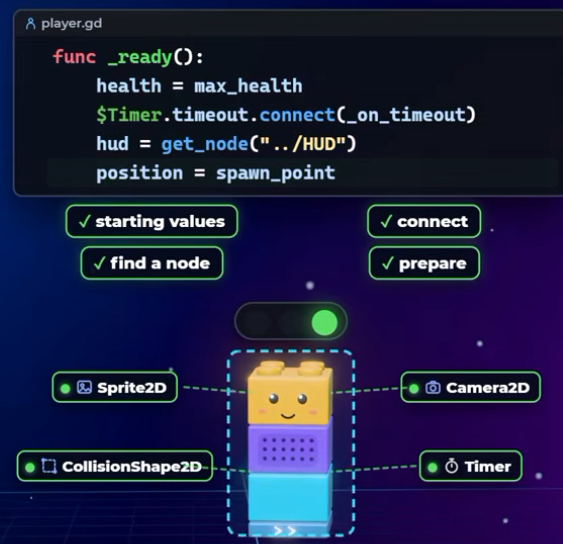 player.gd
func _ready():
health = max_health
$Timer.timeout.connect(_on_timeout)
hud = get_node("../HUD")
position = spawn_point
✓ starting values
✓ connect
✓ find a node
✓ prepare
Sprite2D
Camera2D
CollisionShape2D
Timer